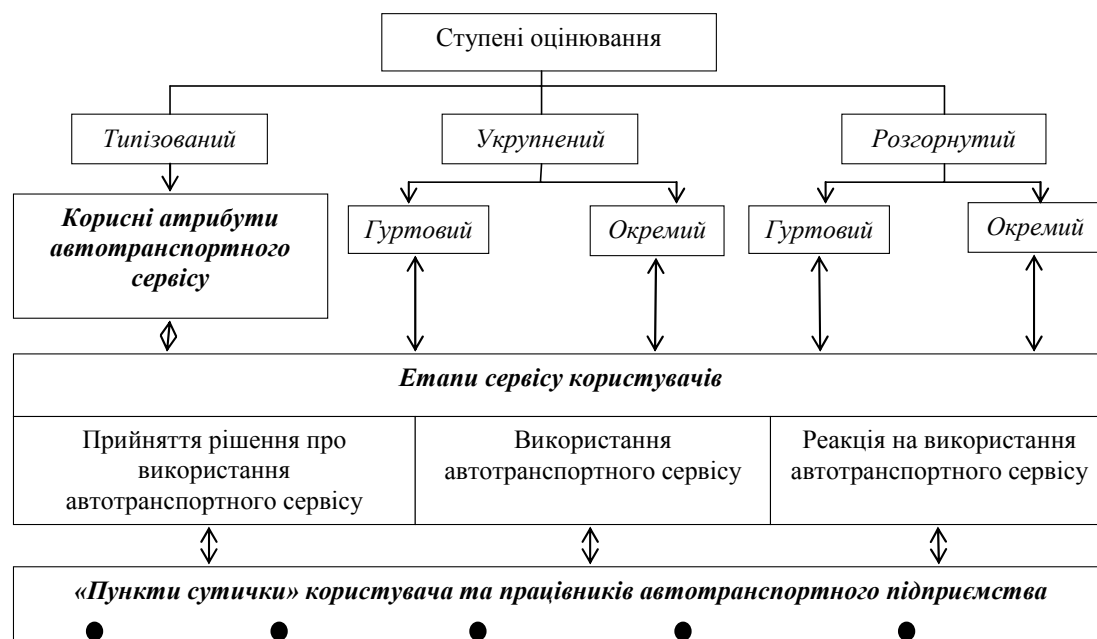 Ступені оцінювання
Типізований
Укрупнений
Розгорнутий
Корисні атрибути
автотранспортного
сервісу
Гуртовий
Окремий
Гуртовий
Окремий
Етапи сервісу користувачів
Прийняття рішення про
використання
автотранспортного сервісу
Використання
автотранспортного сервісу
Реакція на використання
автотранспортного сервісу
«Пункти сутички» користувача та працівників автотранспортного підприємства